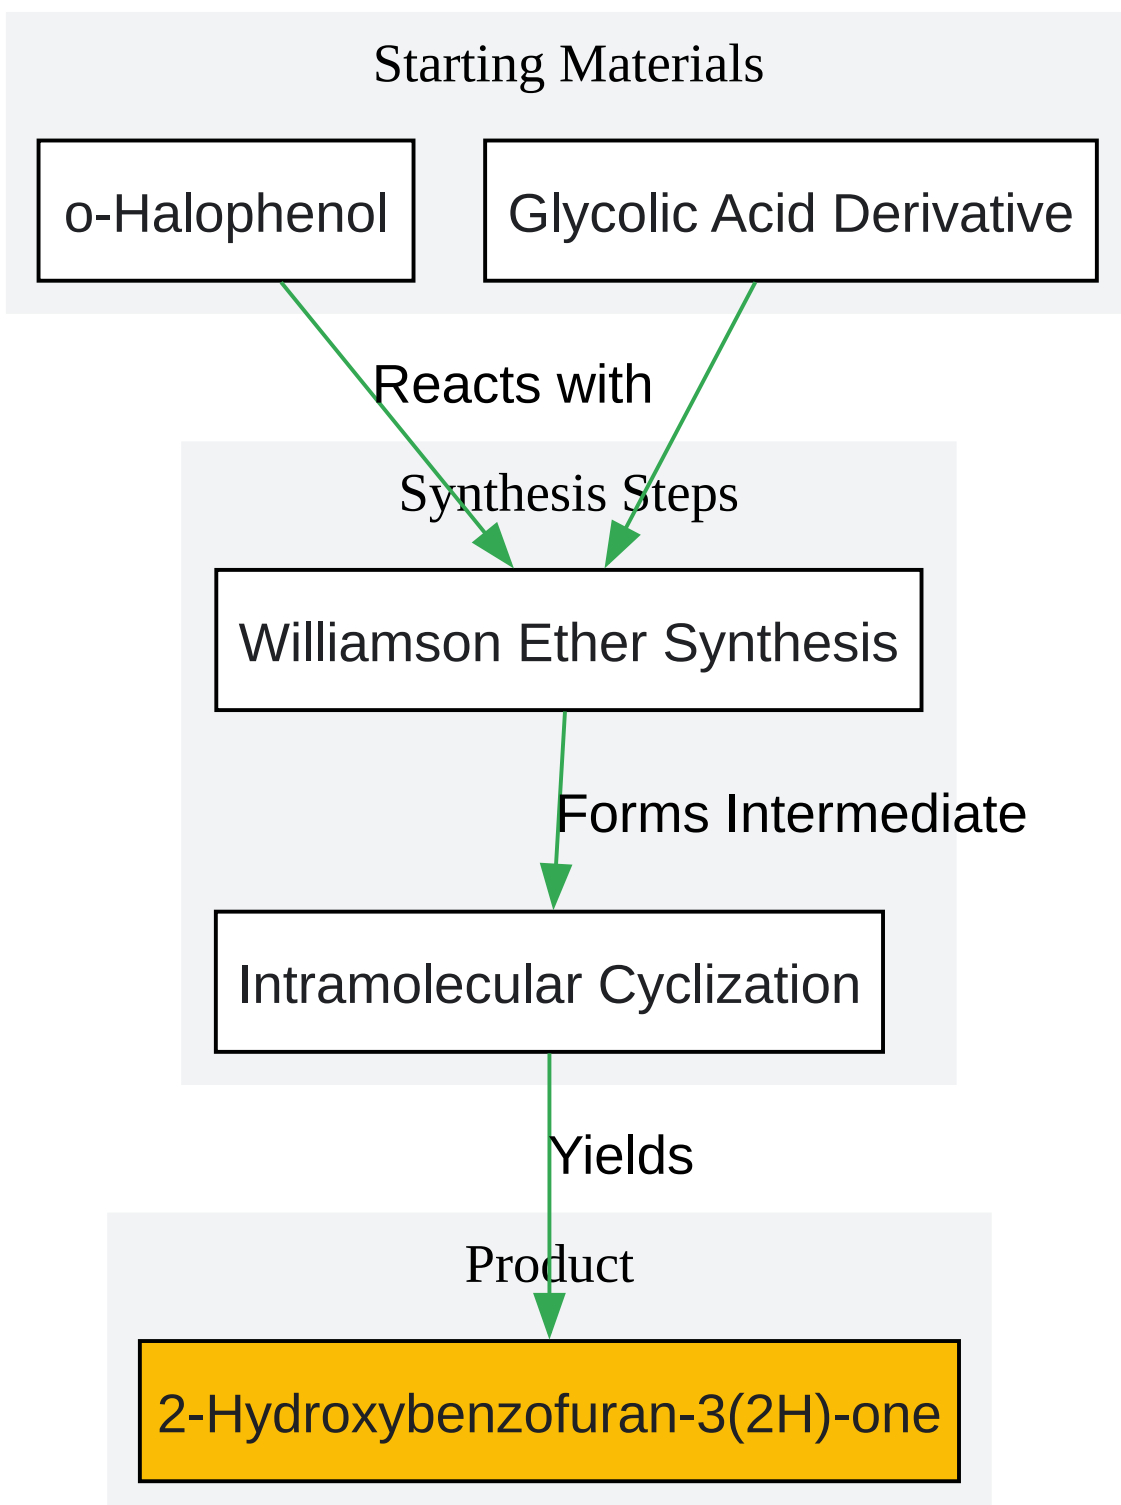 Starting Materials
o-Halophenol
Glycolic Acid Derivative
Reacts with
Synthesis Steps
Williamson Ether Synthesis
Forms Intermediate
Intramolecular Cyclization
Yields
Product
2-Hydroxybenzofuran-3(2H)-one